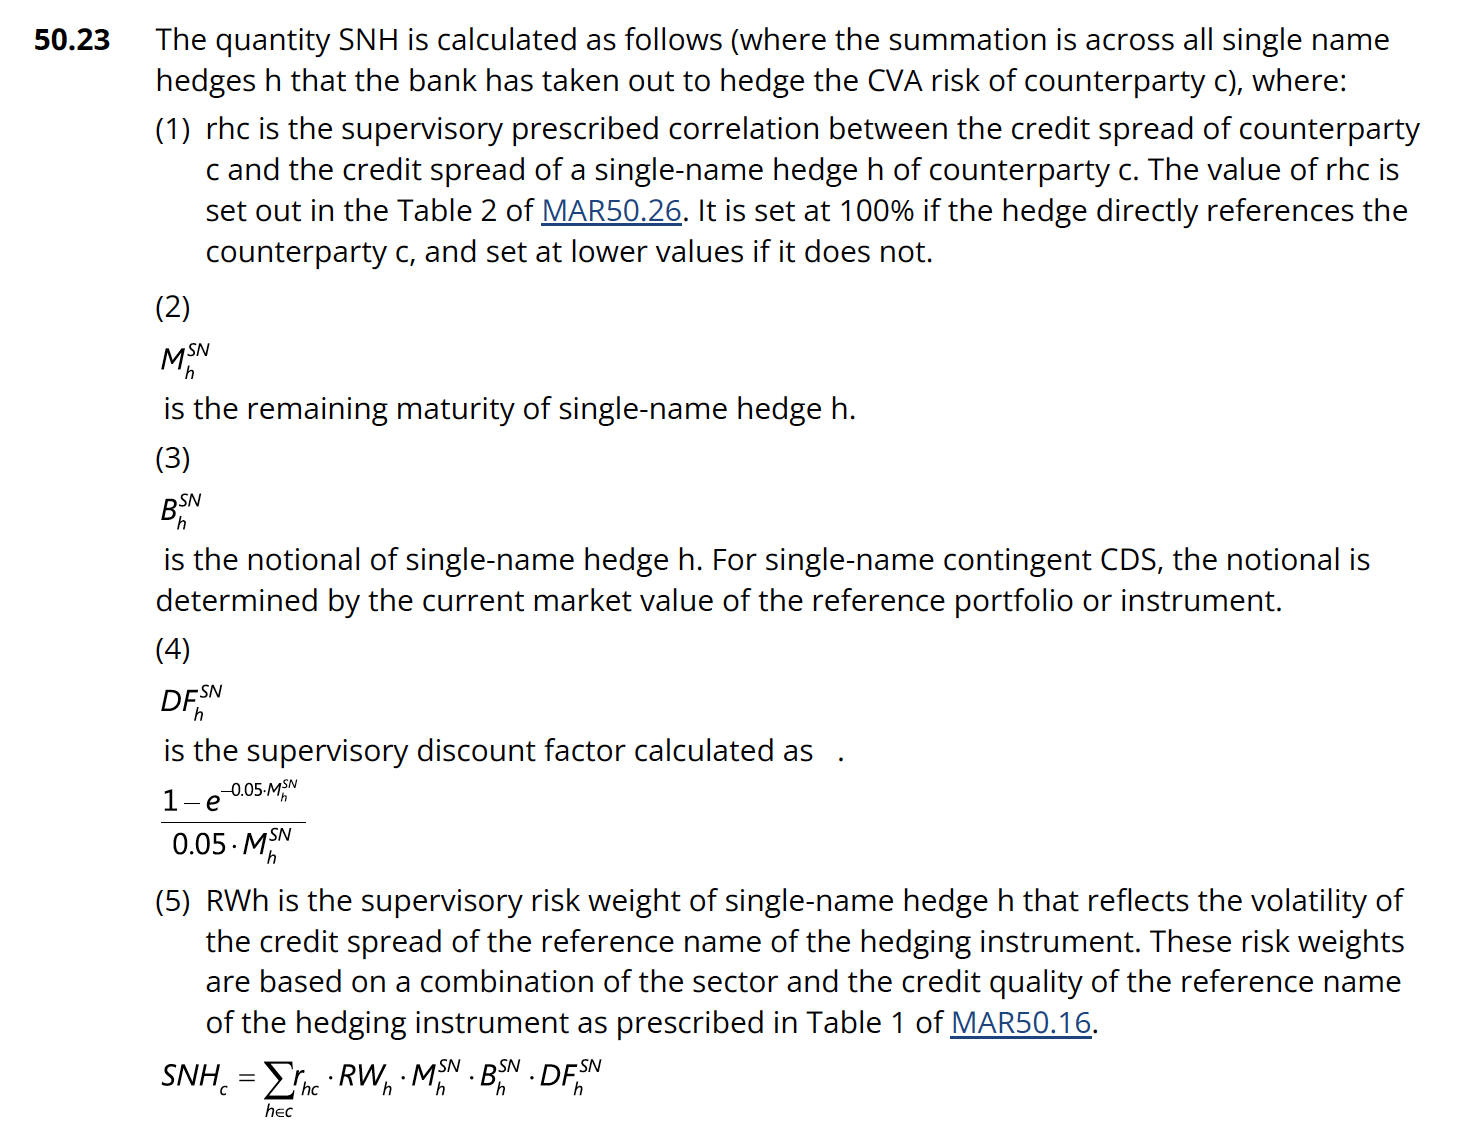 50.23 The quantity SNH is calculated as follows (where the summation is across all single name
hedges h that the bank has taken out to hedge the CVA risk of counterparty c), where:
(1) rhc is the supervisory prescribed correlation between the credit spread of counterparty
c and the credit spread of a single-name hedge h of counterparty c. The value of rhc is
set out in the Table 2 of MAR50.26. It is set at 100% if the hedge directly references the
counterparty c, and set at lower values if it does not.
(2)
M_h^{SN}
is the remaining maturity of single-name hedge h.
(3)
B_h^{SN}
is the notional of single-name hedge h. For single-name contingent CDS, the notional is
determined by the current market value of the reference portfolio or instrument.
(4)
DF_h^{SN}
is the supervisory discount factor calculated as .
1 − e^{−0.05·M_h^{SN}}
0.05 · M_h^{SN}
(5) RWh is the supervisory risk weight of single-name hedge h that reflects the volatility of
the credit spread of the reference name of the hedging instrument. These risk weights
are based on a combination of the sector and the credit quality of the reference name
of the hedging instrument as prescribed in Table 1 of MAR50.16.
SNH_c = ∑_{h∈c} r_{hc} · RW_h · M_h^{SN} · B_h^{SN} · DF_h^{SN}